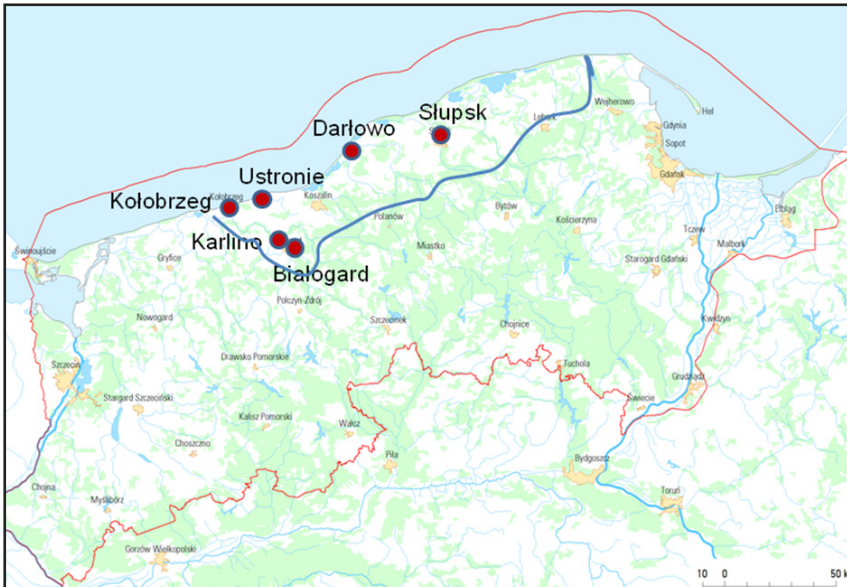 Hel
Wejherowo
Słupsk
Lębork
Gdynia
Darłowo
Sopot
Gdańsk
Ustronie
Kołobrzeg
Kołobrzeg
Koszalin
Bytów
Polanów
Elbląg
Kościerzyna
Tczew
Karlino
Świnoujście
Miastko
Malbork
Gryfice
Białogard
Starogard Gdański
Połczyn-Zdrój
Nowogard
Szczecinek
Chojnice
Kwidzyn
Drawsko Pomorskie
Szczecin
Tuchola
Grudziądz
Stargard Szczeciński
Świecie
Kalisz Pomorski
Wałcz
Choszczno
Piła
Bydgoszcz
Chojna
Myślibórz
Toruń
Gorzów Wielkopolski
10 0 50 k